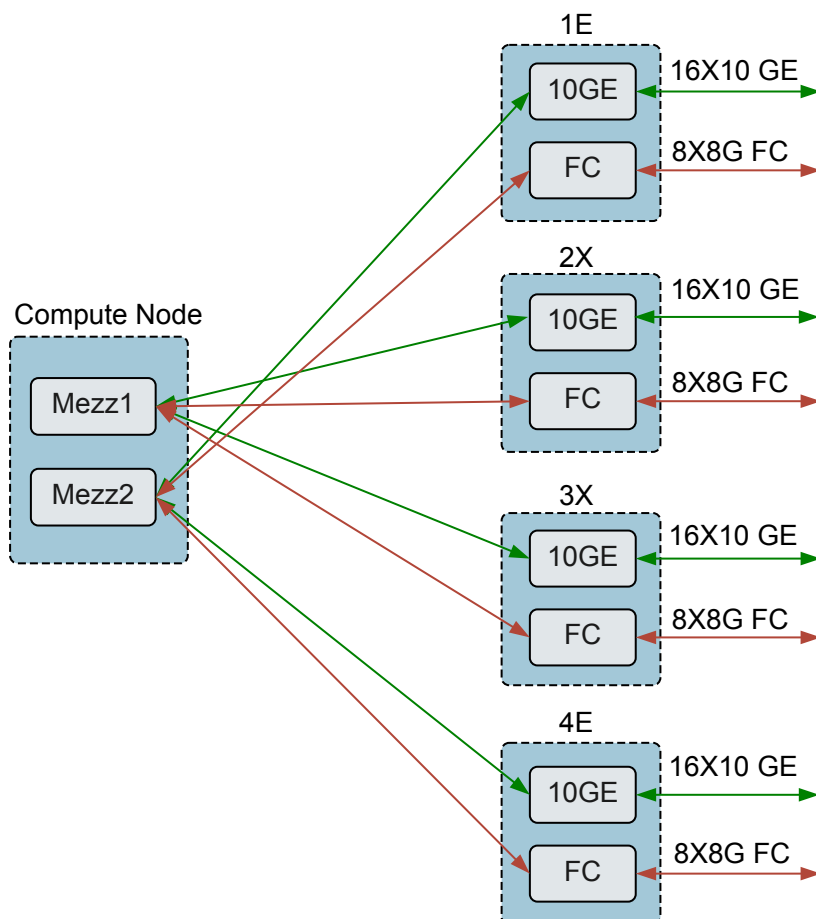 1E
10GE
16X10 GE
FC
8X8G FC
2X
10GE
16X10 GE
FC
8X8G FC
Compute Node
Mezz1
Mezz2
3X
10GE
16X10 GE
FC
8X8G FC
4E
10GE
16X10 GE
FC
8X8G FC